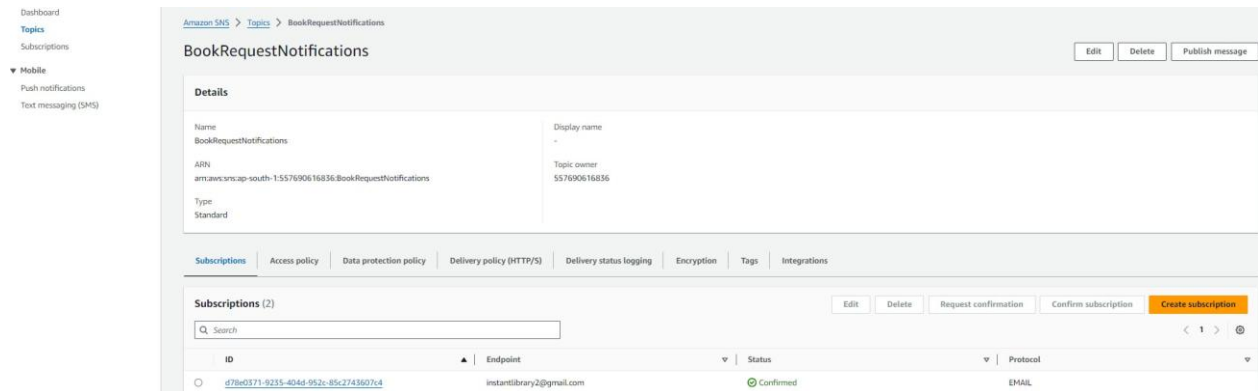 Dashboard
Topics
Subscriptions
Mobile
Push notifications
Text messaging (SMS)
Amazon SNS > Topics > BookRequestNotifications
BookRequestNotifications
Edit Delete Publish message
Details
Name
BookRequestNotifications
ARN
arn:aws:sns:ap-south-1:557690616836:BookRequestNotifications
Type
Standard
Display name
-
Topic owner
557690616836
Subscriptions Access policy Data protection policy Delivery policy (HTTP/S) Delivery status logging Encryption Tags Integrations
Subscriptions (2)
Edit Delete Request confirmation Confirm subscription Create subscription
Search
< 1 >
ID Endpoint Status Protocol
d78e0371-9235-404d-952c-85c2743607c4 instantlibrary2@gmail.com Confirmed EMAIL